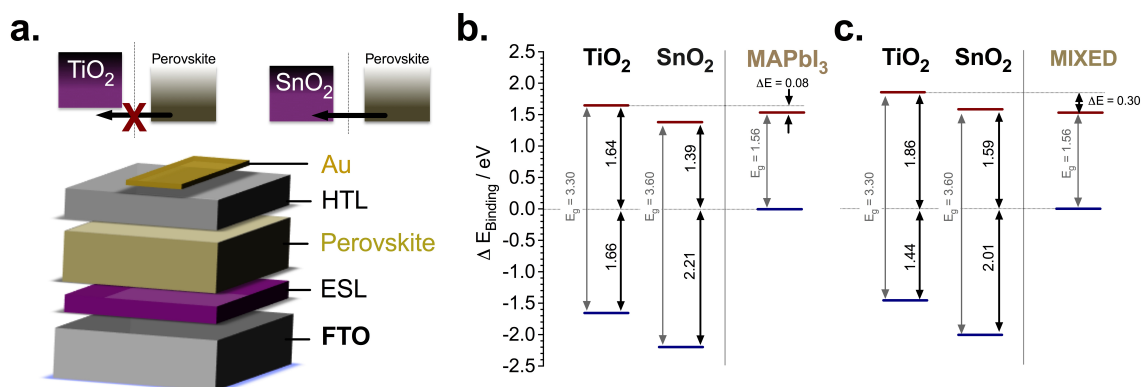 a.
TiO2
Perovskite
X
SnO2
Perovskite
Au
HTL
Perovskite
ESL
FTO
b.
Δ EBinding / eV
2.5
2.0
1.5
1.0
0.5
0.0
-0.5
-1.0
-1.5
-2.0
-2.5
TiO2
SnO2
MAPbI3
ΔE = 0.08
Eg = 3.30
1.64
1.66
Eg = 3.60
1.39
2.21
Eg = 1.56
c.
TiO2
SnO2
MIXED
ΔE = 0.30
Eg = 3.30
1.86
1.44
Eg = 3.60
1.59
2.01
Eg = 1.56